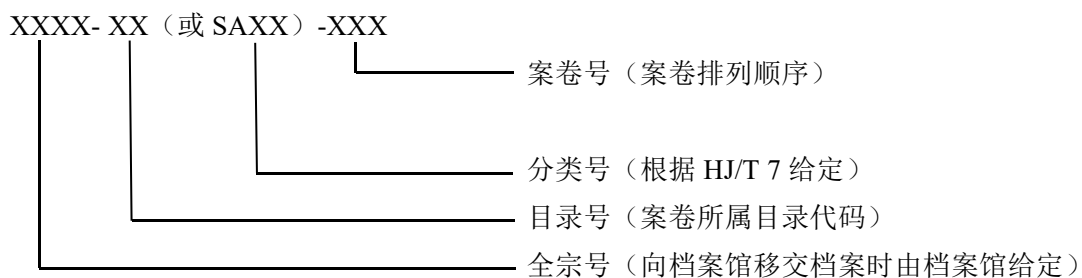 XXXX- XX（或 SAXX）-XXX
案卷号（案卷排列顺序）
分类号（根据 HJ/T 7 给定）
目录号（案卷所属目录代码）
全宗号（向档案馆移交档案时由档案馆给定）